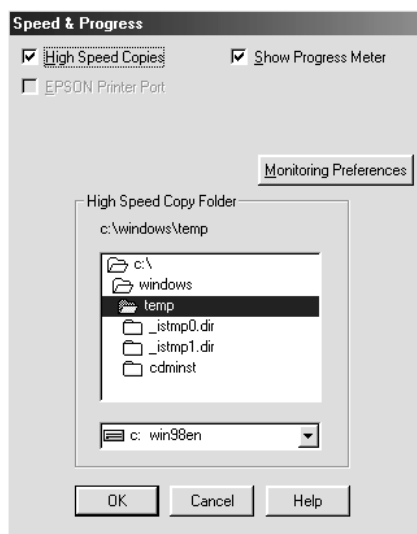 Speed & Progress
High Speed Copies Show Progress Meter
EPSON Printer Port
Monitoring Preferences
High Speed Copy Folder
c:\windows\temp
c:\
windows
temp
_istmp0.dir
_istmp1.dir
cdminst
c: win98en
OK Cancel Help